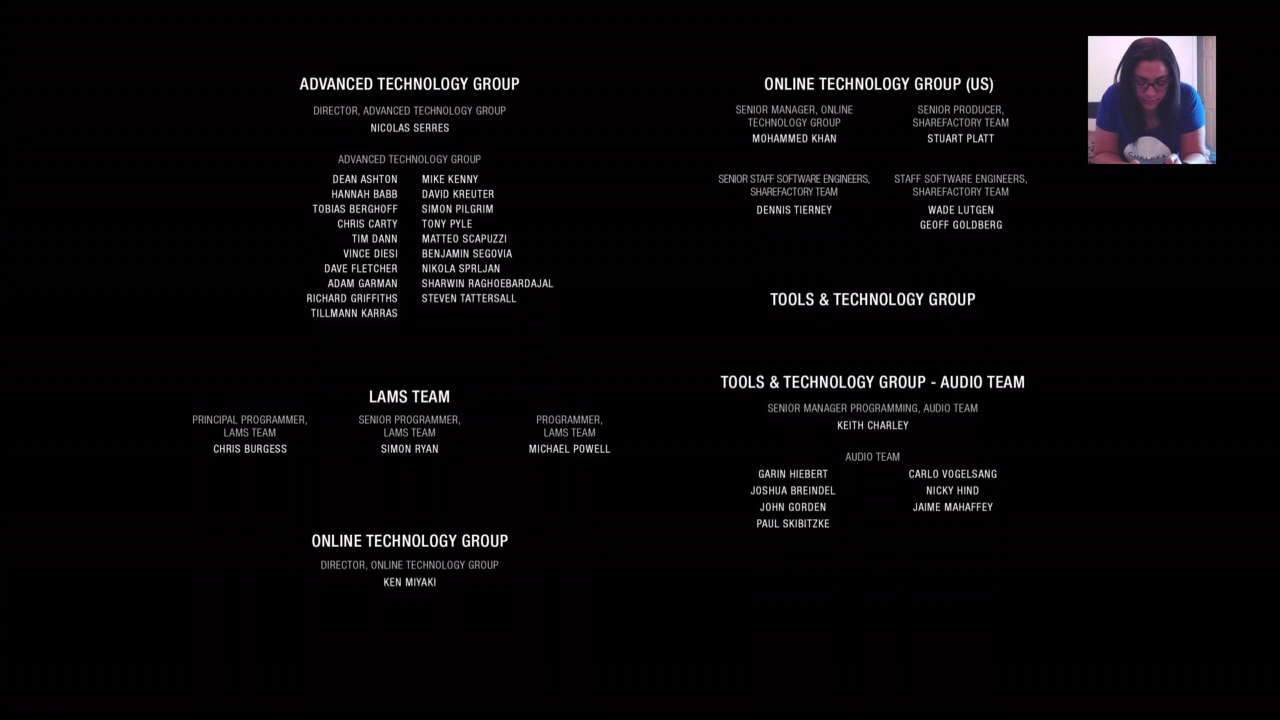 ADVANCED TECHNOLOGY GROUP
DIRECTOR, ADVANCED TECHNOLOGY GROUP
NICOLAS SERRES
ADVANCED TECHNOLOGY GROUP
DEAN ASHTON MIKE KENNY
HANNAH BABB DAVID KREUTER
TOBIAS BERGHOFF SIMON PILGRIM
CHRIS CARTY TONY PYLE
TIM DANN MATTEO SCAPUZZI
VINCE DIESI BENJAMIN SEGOVIA
DAVE FLETCHER NIKOLA SPRLJAN
ADAM GARMAN SHARWIN RAGHOEBARDAJAL
RICHARD GRIFFITHS STEVEN TATTERSALL
TILLMANN KARRAS
LAMS TEAM
PRINCIPAL PROGRAMMER, SENIOR PROGRAMMER, PROGRAMMER,
LAMS TEAM LAMS TEAM LAMS TEAM
CHRIS BURGESS SIMON RYAN MICHAEL POWELL
ONLINE TECHNOLOGY GROUP
DIRECTOR, ONLINE TECHNOLOGY GROUP
KEN MIYAKI
ONLINE TECHNOLOGY GROUP (US)
SENIOR MANAGER, ONLINE SENIOR PRODUCER,
TECHNOLOGY GROUP SHAREFACTORY TEAM
MOHAMMED KHAN STUART PLATT
SENIOR STAFF SOFTWARE ENGINEERS, STAFF SOFTWARE ENGINEERS,
SHAREFACTORY TEAM SHAREFACTORY TEAM
DENNIS TIERNEY WADE LUTGEN
GEOFF GOLDBERG
TOOLS & TECHNOLOGY GROUP
TOOLS & TECHNOLOGY GROUP - AUDIO TEAM
SENIOR MANAGER PROGRAMMING, AUDIO TEAM
KEITH CHARLEY
AUDIO TEAM
GARIN HIEBERT CARLO VOGELSANG
JOSHUA BREINDEL NICKY HIND
JOHN GORDEN JAIME MAHAFFEY
PAUL SKIBITZKE